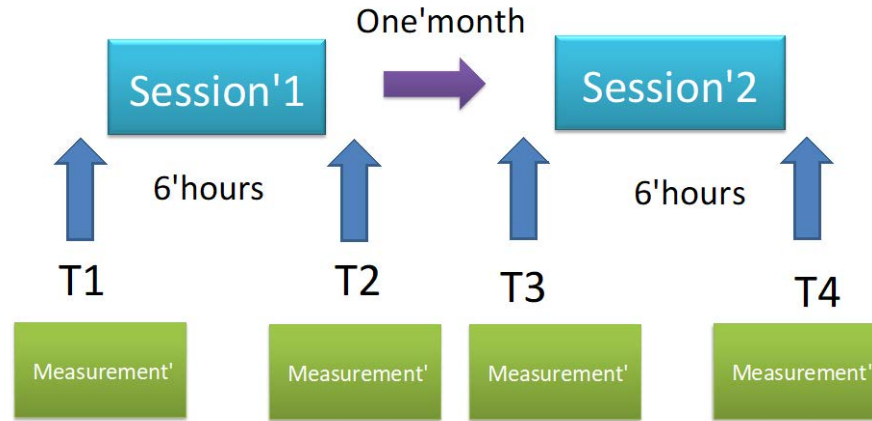 One'month
Session'1
Session'2
6'hours
6'hours
T1
T2
T3
T4
Measurement'
Measurement'
Measurement'
Measurement'